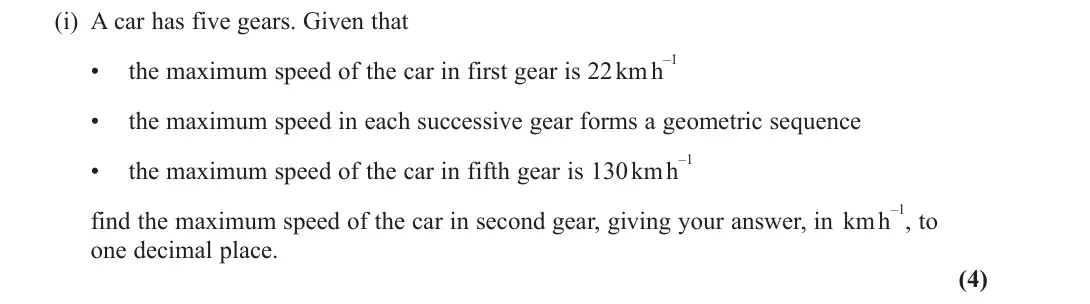 (i) A car has five gears. Given that
• the maximum speed of the car in first gear is 22 km h⁻¹
• the maximum speed in each successive gear forms a geometric sequence
• the maximum speed of the car in fifth gear is 130 km h⁻¹
find the maximum speed of the car in second gear, giving your answer, in km h⁻¹, to
one decimal place.
(4)